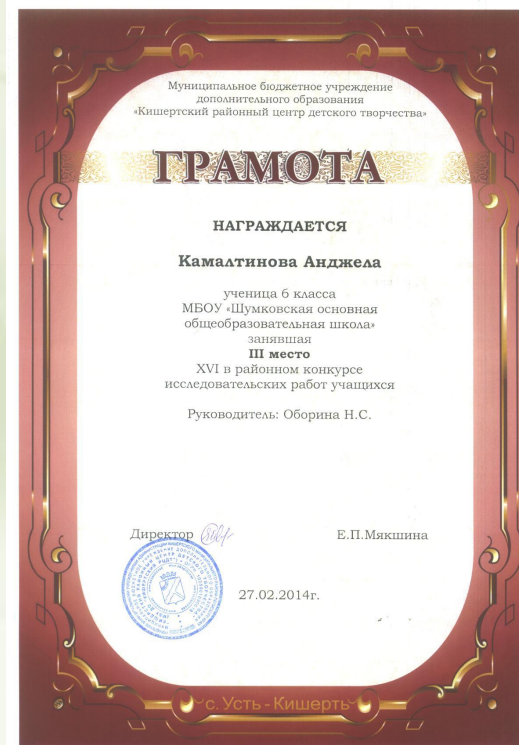 Муниципальное бюджетное учреждение
дополнительного образования
«Кишертский районный центр детского творчества»
ГРАМОТА
НАГРАЖДАЕТСЯ
Камалтинова Анджела
ученица 6 класса
МБОУ «Шумковская основная
общеобразовательная школа»
занявшая
III место
XVI в районном конкурсе
исследовательских работ учащихся
Руководитель: Оборина Н.С.
Директор
Е.П.Мякшина
27.02.2014г.
с. Усть - Кишерть